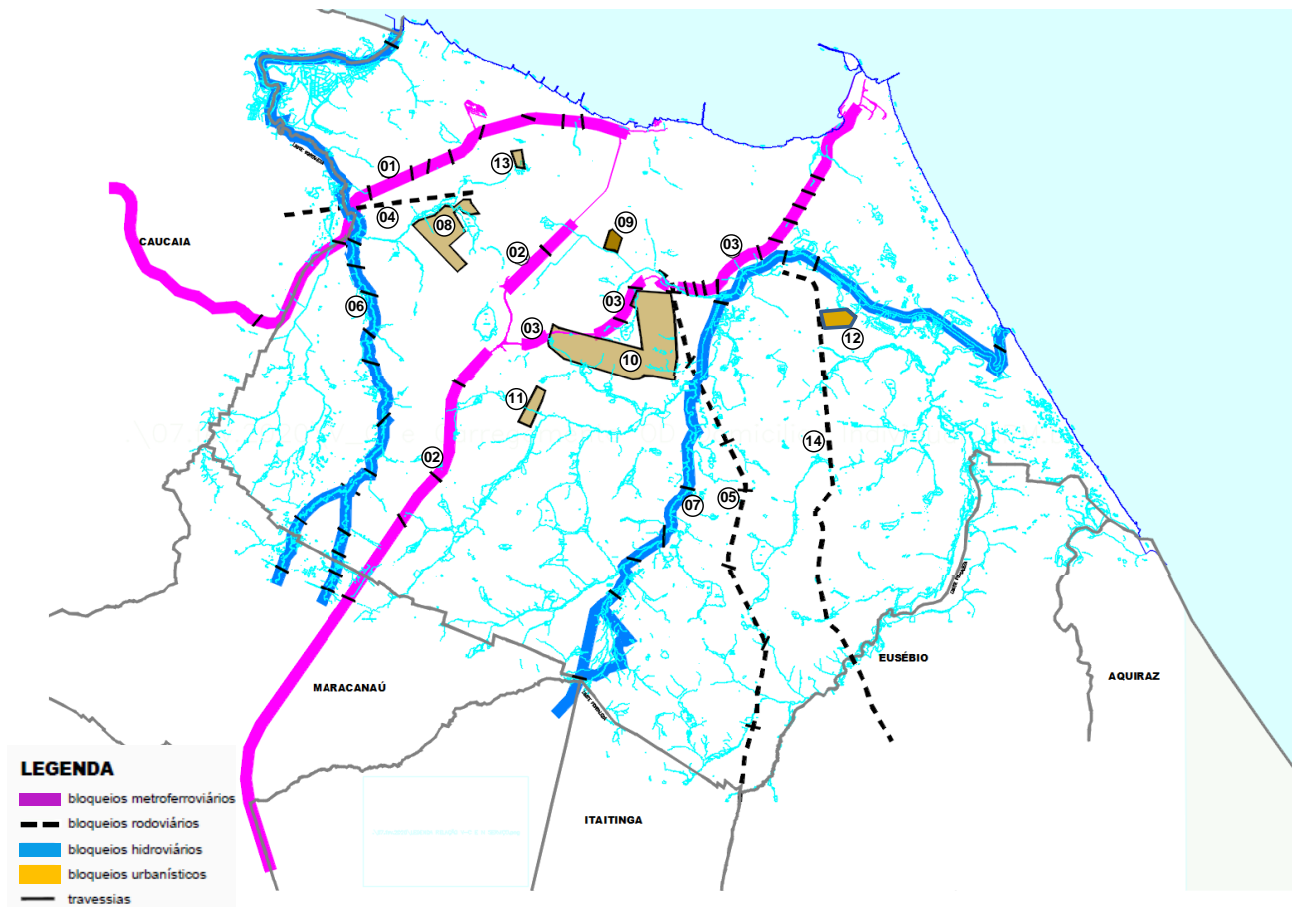 13
01
04
08
09
CAUCAIA
02
03
06
03
03
12
10
11
14
02
05
07
EUSÉBIO
AQUIRAZ
MARACANAÚ
ITAITINGA
LEGENDA
bloqueios metroferroviários
bloqueios rodoviários
bloqueios hidroviários
bloqueios urbanísticos
travessias